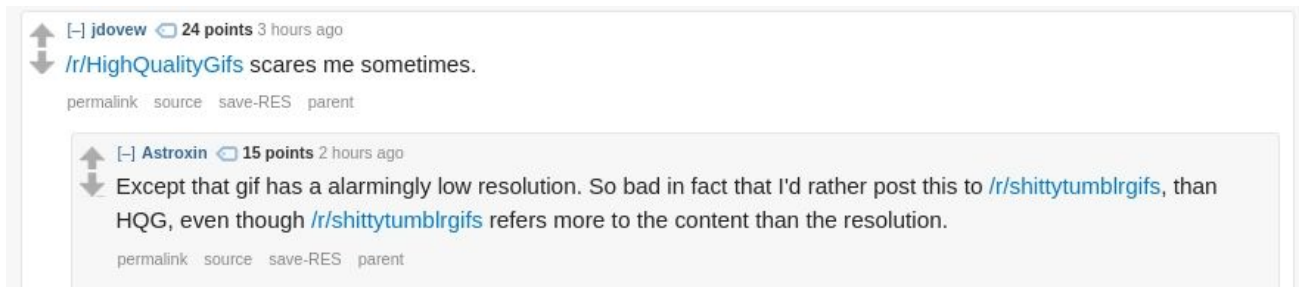 [–] jdovew 24 points 3 hours ago
/r/HighQualityGifs scares me sometimes.
permalink source save-RES parent
[–] Astroxin 15 points 2 hours ago
Except that gif has a alarmingly low resolution. So bad in fact that I'd rather post this to /r/shittytumblrgifs, than
HQG, even though /r/shittytumblrgifs refers more to the content than the resolution.
permalink source save-RES parent